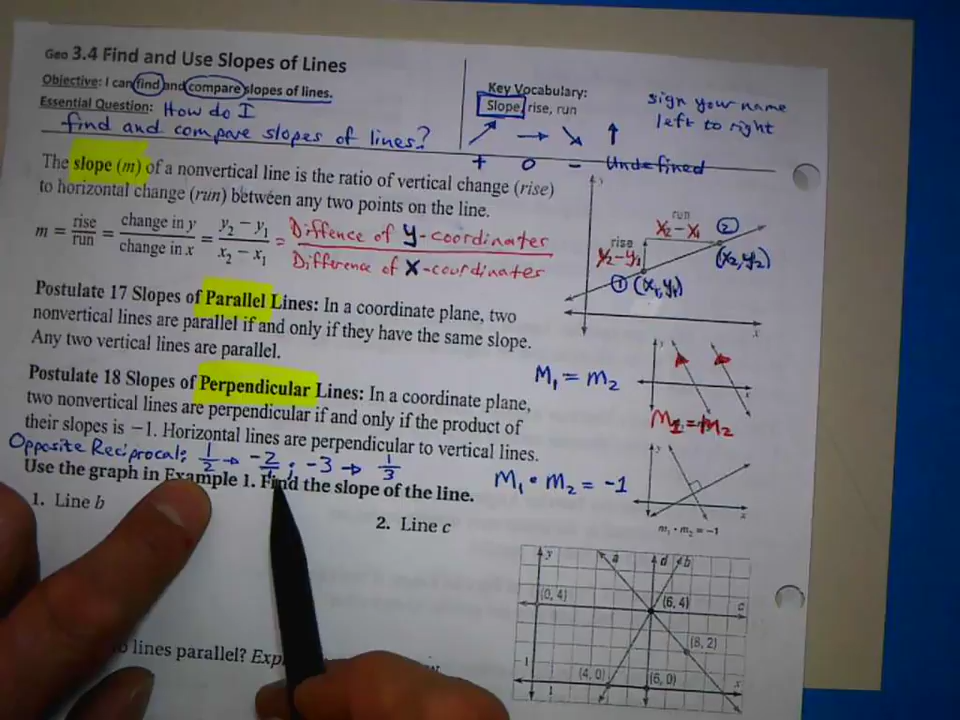 Geo 3.4 Find and Use Slopes of Lines
Objective: I can find and compare slopes of lines.
Essential Question: How do I
find and compare slopes of lines?
Key Vocabulary:
Slope, rise, run
sign your name
left to right
+ 0 - Undefined
The slope (m) of a nonvertical line is the ratio of vertical change (rise)
to horizontal change (run) between any two points on the line.
m = rise/run = change in y/change in x = y₂ − y₁/x₂ − x₁ = Diffence of y-coordinates/Difference of x-coordinates
y
run
x₂-x₁ ②
rise
y₂-y₁ (x₂,y₂)
① (x₁,y₁)
x
Postulate 17 Slopes of Parallel Lines: In a coordinate plane, two
nonvertical lines are parallel if and only if they have the same slope.
Any two vertical lines are parallel.
m₁ = m₂
y
x
m₁=m₂
Postulate 18 Slopes of Perpendicular Lines: In a coordinate plane,
two nonvertical lines are perpendicular if and only if the product of
their slopes is −1. Horizontal lines are perpendicular to vertical lines.
Opposite Reciprocal: 1/2 → -2/1 ; -3 → 1/3
m₁ • m₂ = -1
y
x
m₁ • m₂ = −1
Use the graph in Example 1. Find the slope of the line.
1. Line b
2. Line c
y a d b
(0, 4) (6, 4) c
(8, 2)
1 (4, 0) (6, 0) x
1
lines parallel?